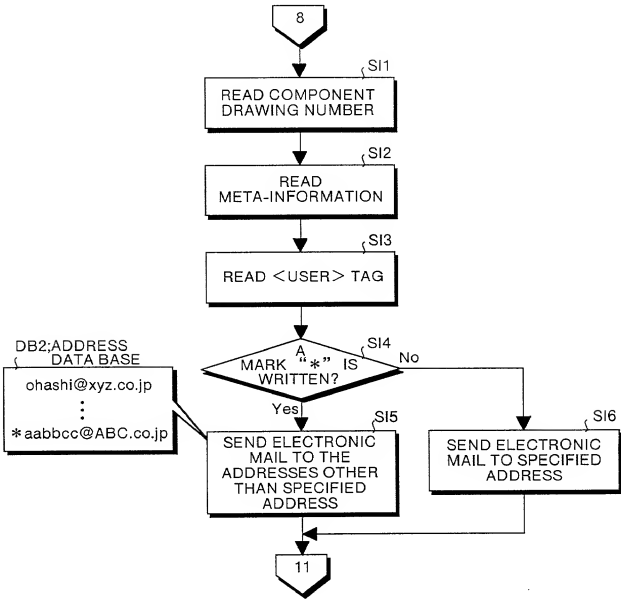 8
SI1
READ COMPONENT
DRAWING NUMBER
SI2
READ
META-INFORMATION
SI3
READ <USER> TAG
SI4
A
MARK "*" IS
WRITTEN?
No
Yes
DB2;ADDRESS
DATA BASE
ohashi@xyz.co.jp
⋮
*aabbcc@ABC.co.jp
SI5
SEND ELECTRONIC
MAIL TO THE
ADDRESSES OTHER
THAN SPECIFIED
ADDRESS
SI6
SEND ELECTRONIC
MAIL TO SPECIFIED
ADDRESS
11